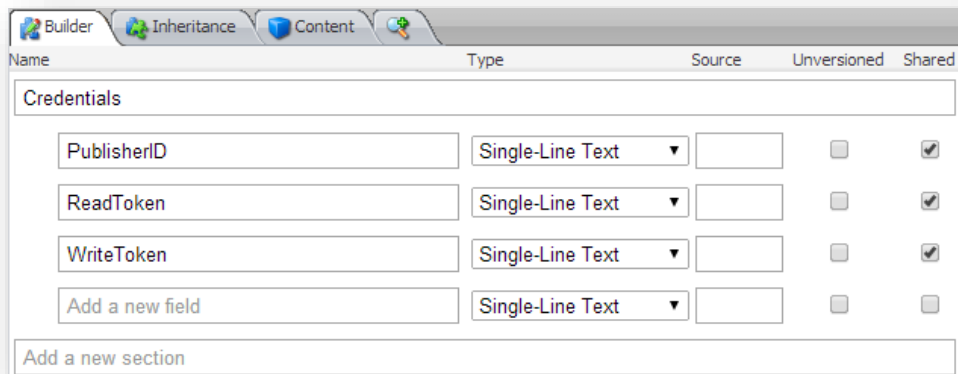 Builder Inheritance Content
Name Type Source Unversioned Shared
Credentials
PublisherID Single-Line Text
ReadToken Single-Line Text
WriteToken Single-Line Text
Add a new field Single-Line Text
Add a new section